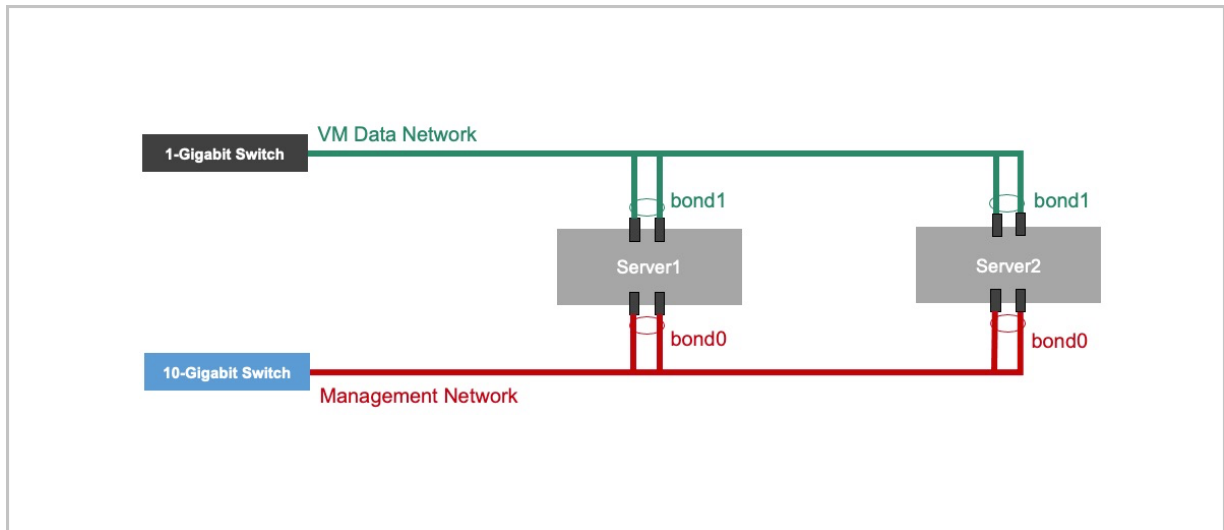 VM Data Network
1-Gigabit Switch
bond1
bond1
Server1
Server2
bond0
bond0
10-Gigabit Switch
Management Network